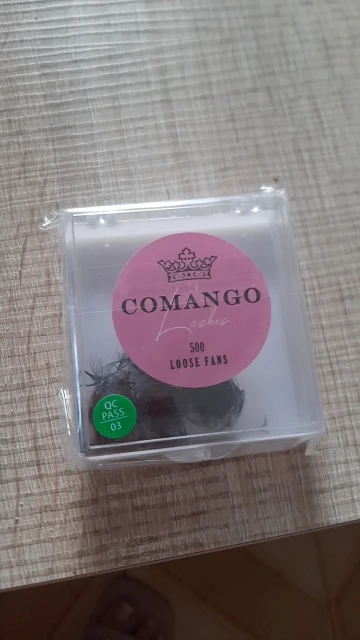 COMANGO
Lashes
500
LOOSE FANS
QC
PASS
03